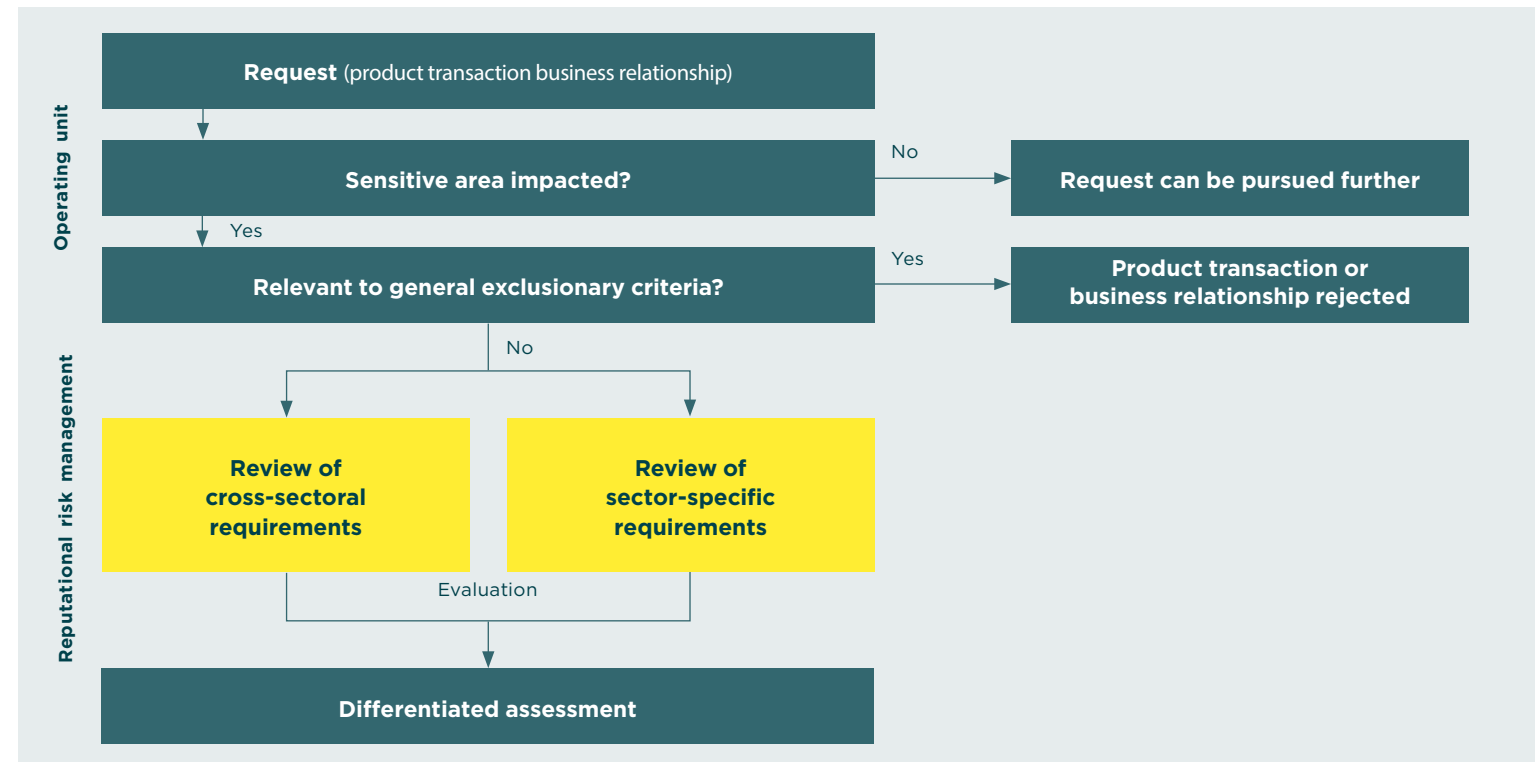 Operating unit
Request (product transaction business relationship)
Sensitive area impacted?
No
Request can be pursued further
Yes
Relevant to general exclusionary criteria?
Yes
Product transaction or
business relationship rejected
Reputational risk management
No
Review of
cross-sectoral
requirements
Review of
sector-specific
requirements
Evaluation
Differentiated assessment